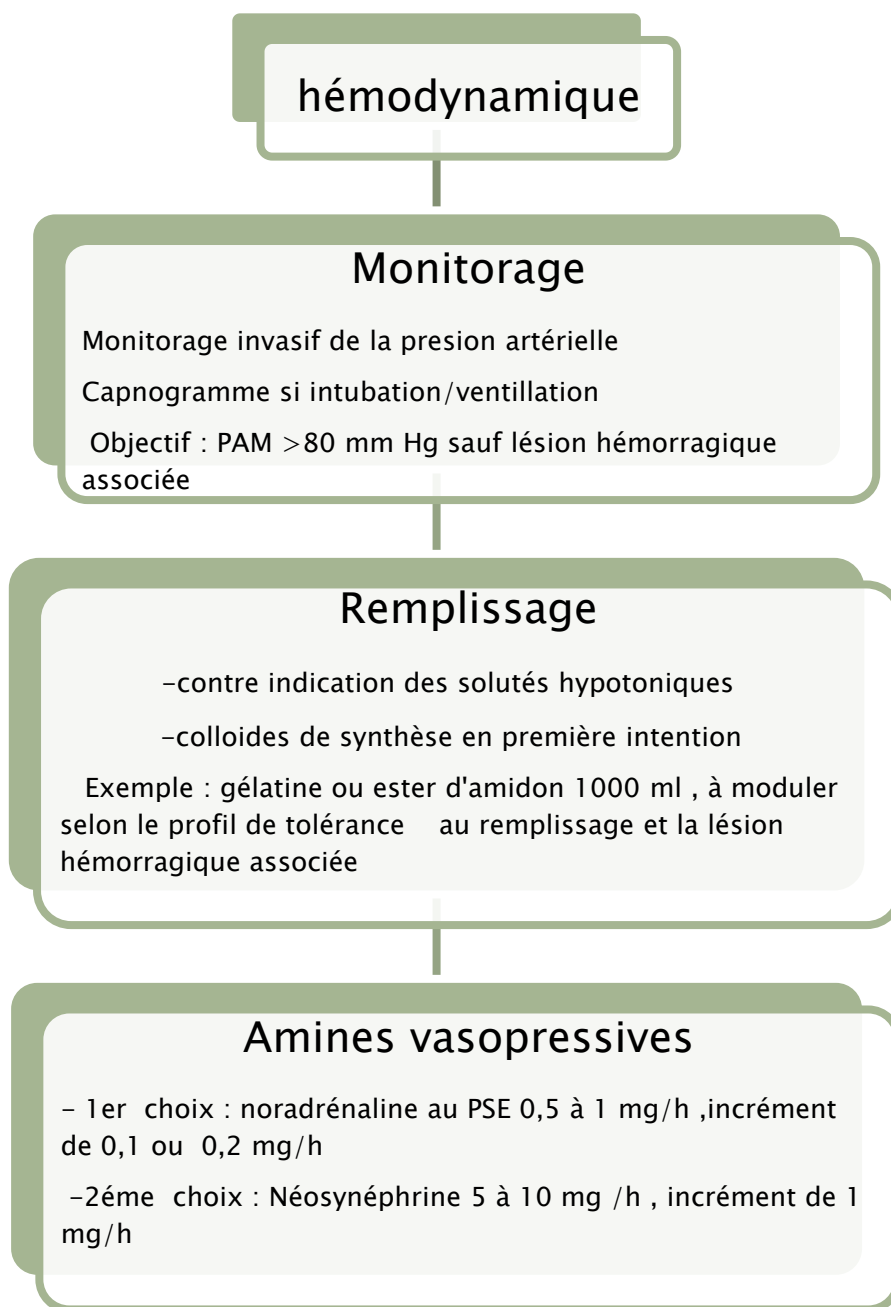 hémodynamique
Monitorage
Monitorage invasif de la presion artérielle
Capnogramme si intubation/ventillation
Objectif : PAM >80 mm Hg sauf lésion hémorragique
associée
Remplissage
-contre indication des solutés hypotoniques
-colloides de synthèse en première intention
Exemple : gélatine ou ester d'amidon 1000 ml , à moduler
selon le profil de tolérance au remplissage et la lésion
hémorragique associée
Amines vasopressives
- 1er choix : noradrénaline au PSE 0,5 à 1 mg/h ,incrément
de 0,1 ou 0,2 mg/h
-2éme choix : Néosynéphrine 5 à 10 mg /h , incrément de 1
mg/h